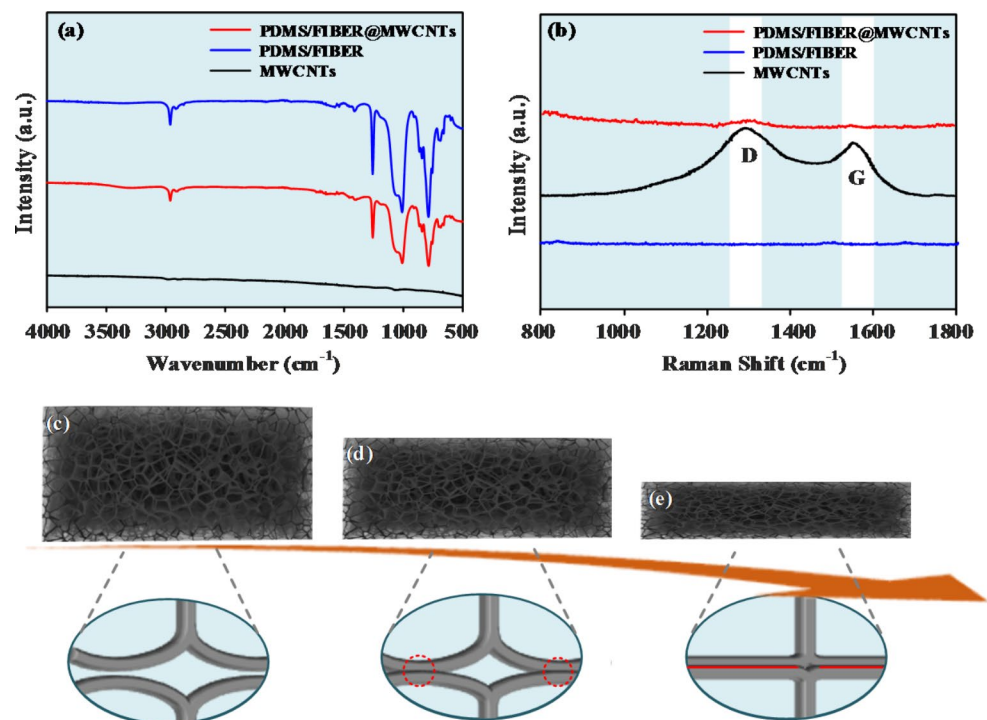 (a)
PDMS/FIBER@MWCNTs
PDMS/FIBER
MWCNTs
Intensity (a.u.)
4000 3500 3000 2500 2000 1500 1000 500
Wavenumber (cm⁻¹)
(b)
PDMS/FIBER@MWCNTs
PDMS/FIBER
MWCNTs
D
G
Intensity (a.u.)
800 1000 1200 1400 1600 1800
Raman Shift (cm⁻¹)
(c)
(d)
(e)